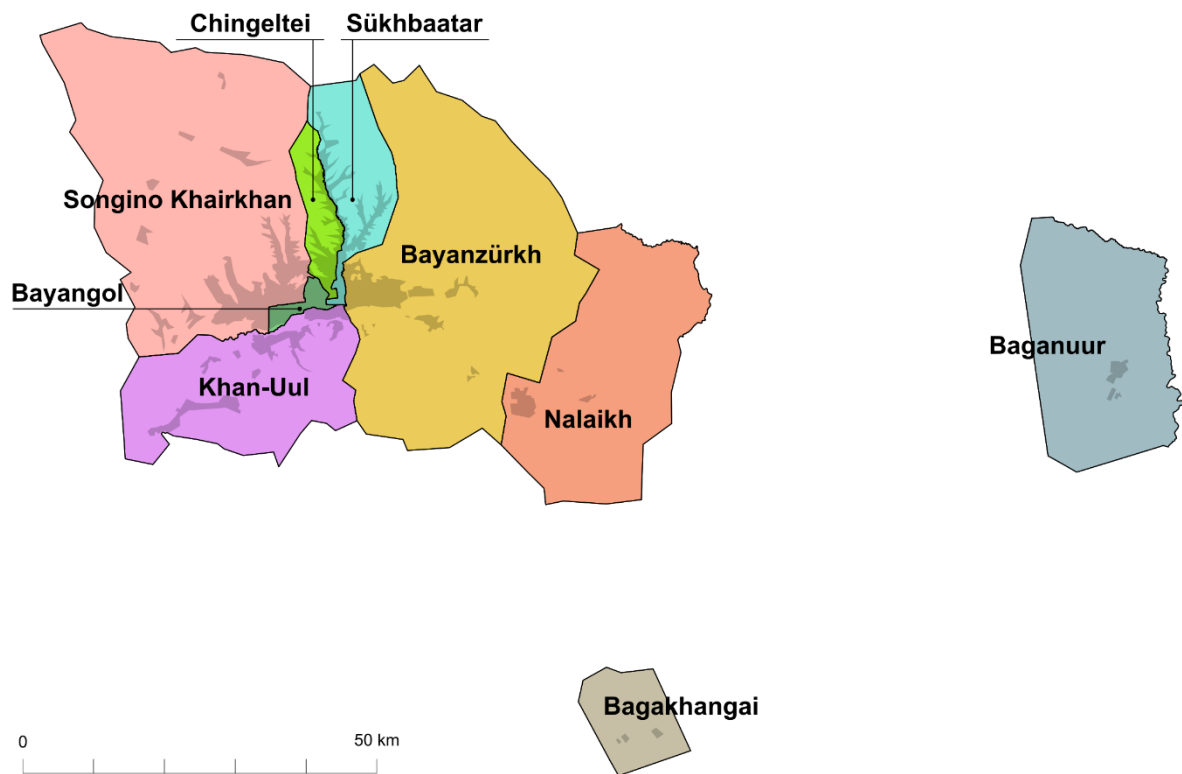 Chingeltei
Sükhbaatar
Songino Khairkhan
Bayanzürkh
Bayangol
Baganuur
Khan-Uul
Nalaikh
Bagakhangai
0
50 km